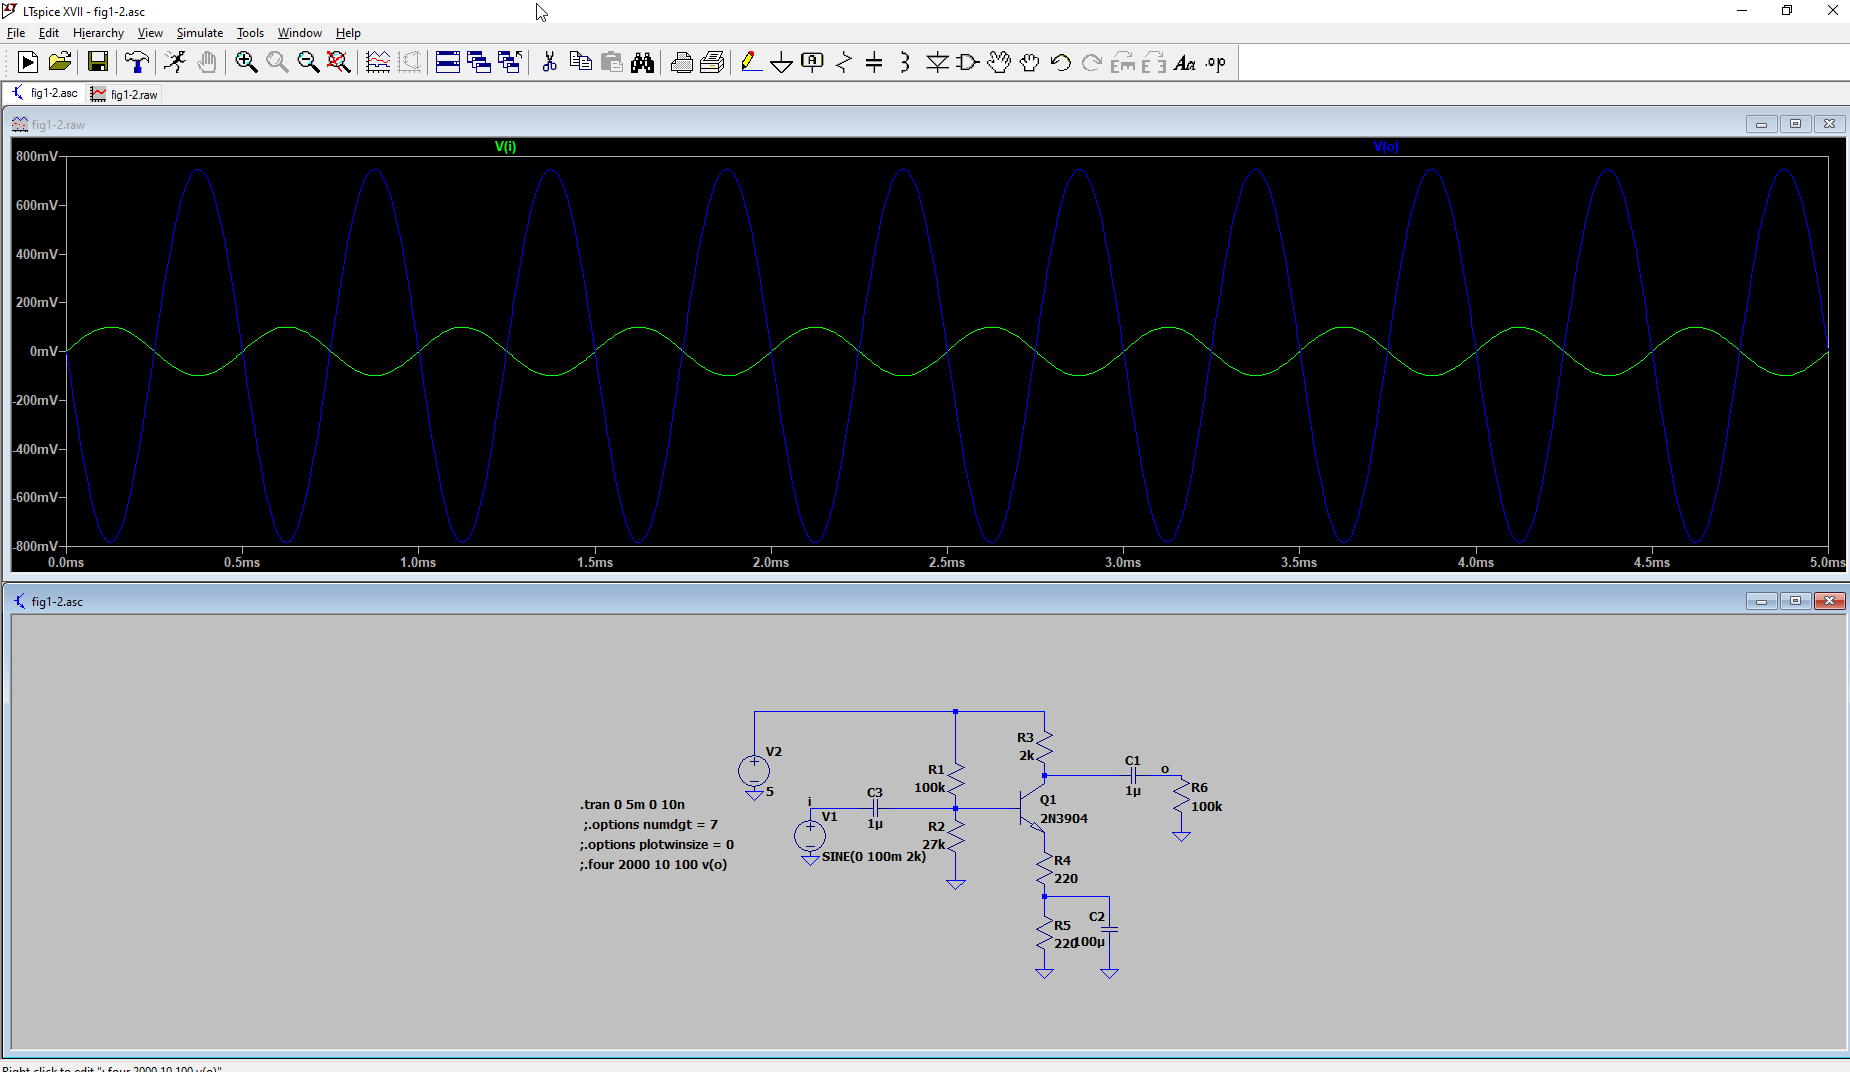 LTspice XVII - fig1-2.asc
File Edit Hierarchy View Simulate Tools Window Help
A Aa .op
fig1-2.asc fig1-2.raw
fig1-2.raw
V(i) V(o)
800mV
600mV
400mV
200mV
0mV
-200mV
-400mV
-600mV
-800mV
0.0ms 0.5ms 1.0ms 1.5ms 2.0ms 2.5ms 3.0ms 3.5ms 4.0ms 4.5ms 5.0ms
fig1-2.asc
V2
5
R1
100k
R3
2k
C1
1µ
o
R6
100k
i
V1
SINE(0 100m 2k)
C3
1µ
R2
27k
Q1
2N3904
R4
220
R5
220
C2
100µ
.tran 0 5m 0 10n
;.options numdgt = 7
;.options plotwinsize = 0
;.four 2000 10 100 v(o)
Right click to edit ";.four 2000 10 100 v(o)"